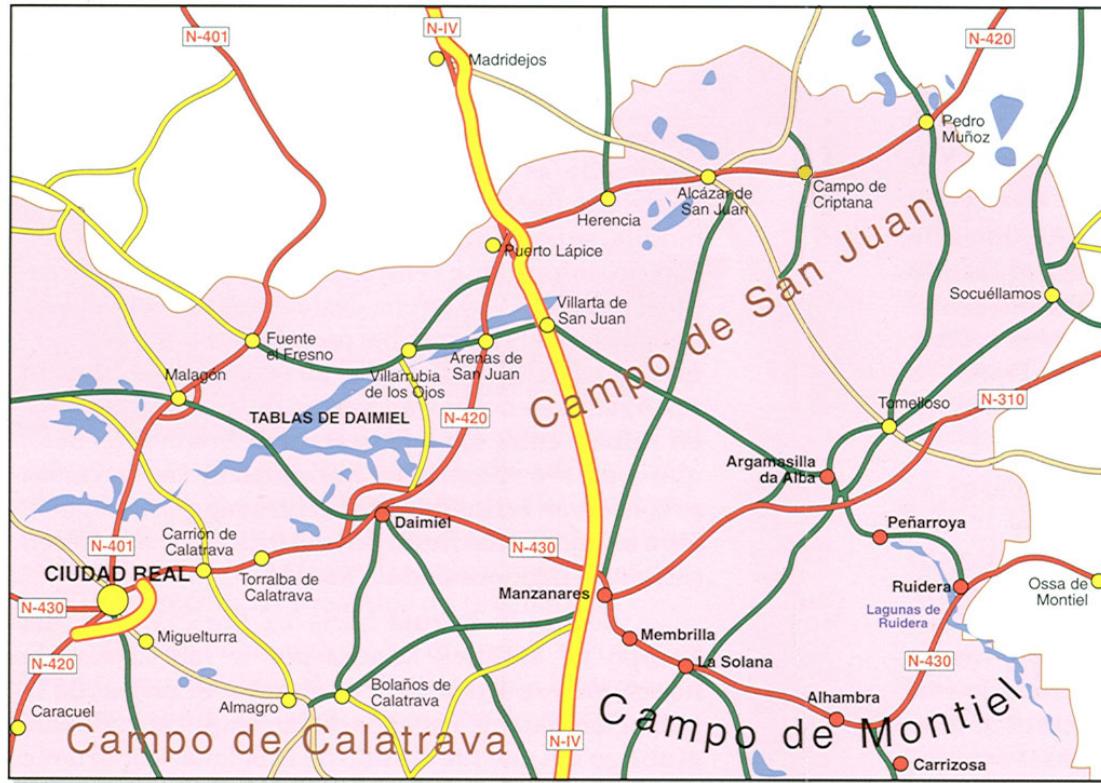 N-401
N-IV
N-420
Madridejos
Pedro
Muñoz
Alcázar de
San Juan
Campo de
Criptana
Herencia
Puerto Lápice
Campo de San Juan
Socuéllamos
Villarta de
San Juan
Fuente
el Fresno
Arenas de
San Juan
Villarrubia
de los Ojos
Malagón
TABLAS DE DAIMIEL
N-420
Tomelloso
N-310
Argamasilla
da Alba
Daimiel
Peñarroya
Carrión de
Calatrava
N-401
N-430
CIUDAD REAL
Torralba de
Calatrava
Manzanares
Ruidera
Ossa de
Montiel
Lagunas de
Ruidera
N-430
Miguelturra
Membrilla
N-420
La Solana
N-430
Bolaños de
Calatrava
Almagro
Alhambra
Caracuel
Campo de Calatrava
N-IV
Campo de Montiel
Carrizosa